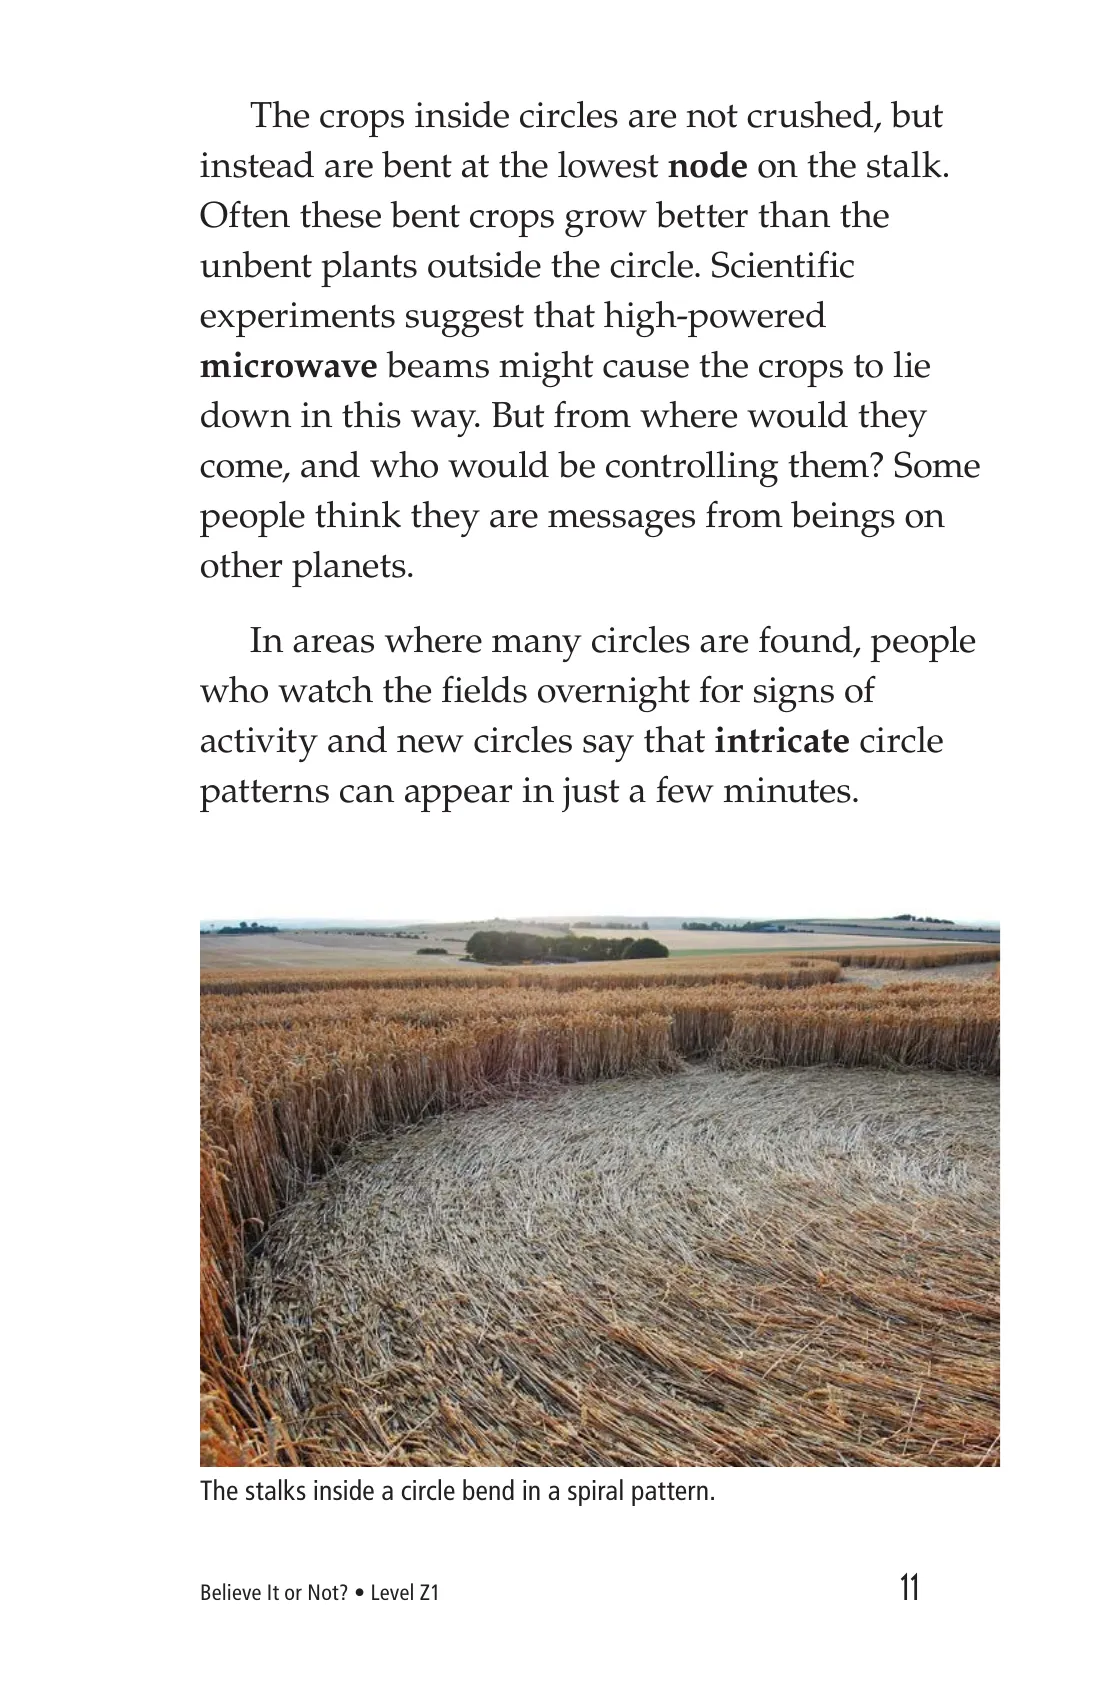 The crops inside circles are not crushed, but
instead are bent at the lowest node on the stalk.
Often these bent crops grow better than the
unbent plants outside the circle. Scientific
experiments suggest that high-powered
microwave beams might cause the crops to lie
down in this way. But from where would they
come, and who would be controlling them? Some
people think they are messages from beings on
other planets.
In areas where many circles are found, people
who watch the fields overnight for signs of
activity and new circles say that intricate circle
patterns can appear in just a few minutes.
The stalks inside a circle bend in a spiral pattern.
Believe It or Not? • Level Z1
11